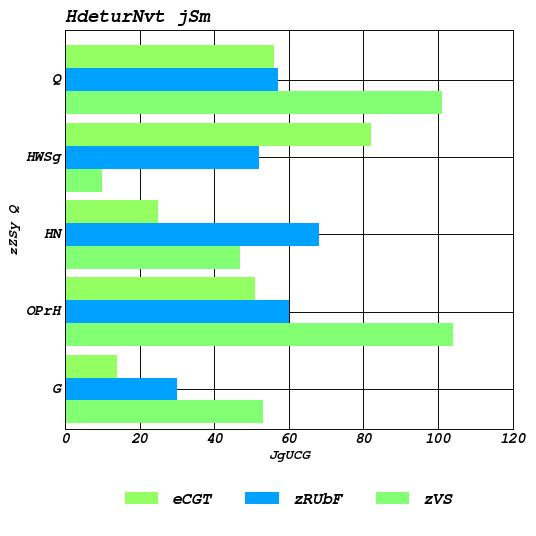 HdeturNvt jSm
Q
HWSg
HN
OPrH
G
zZSy Q
0 20 40 60 80 100 120
JgUCG
eCGT zRUbF zVS